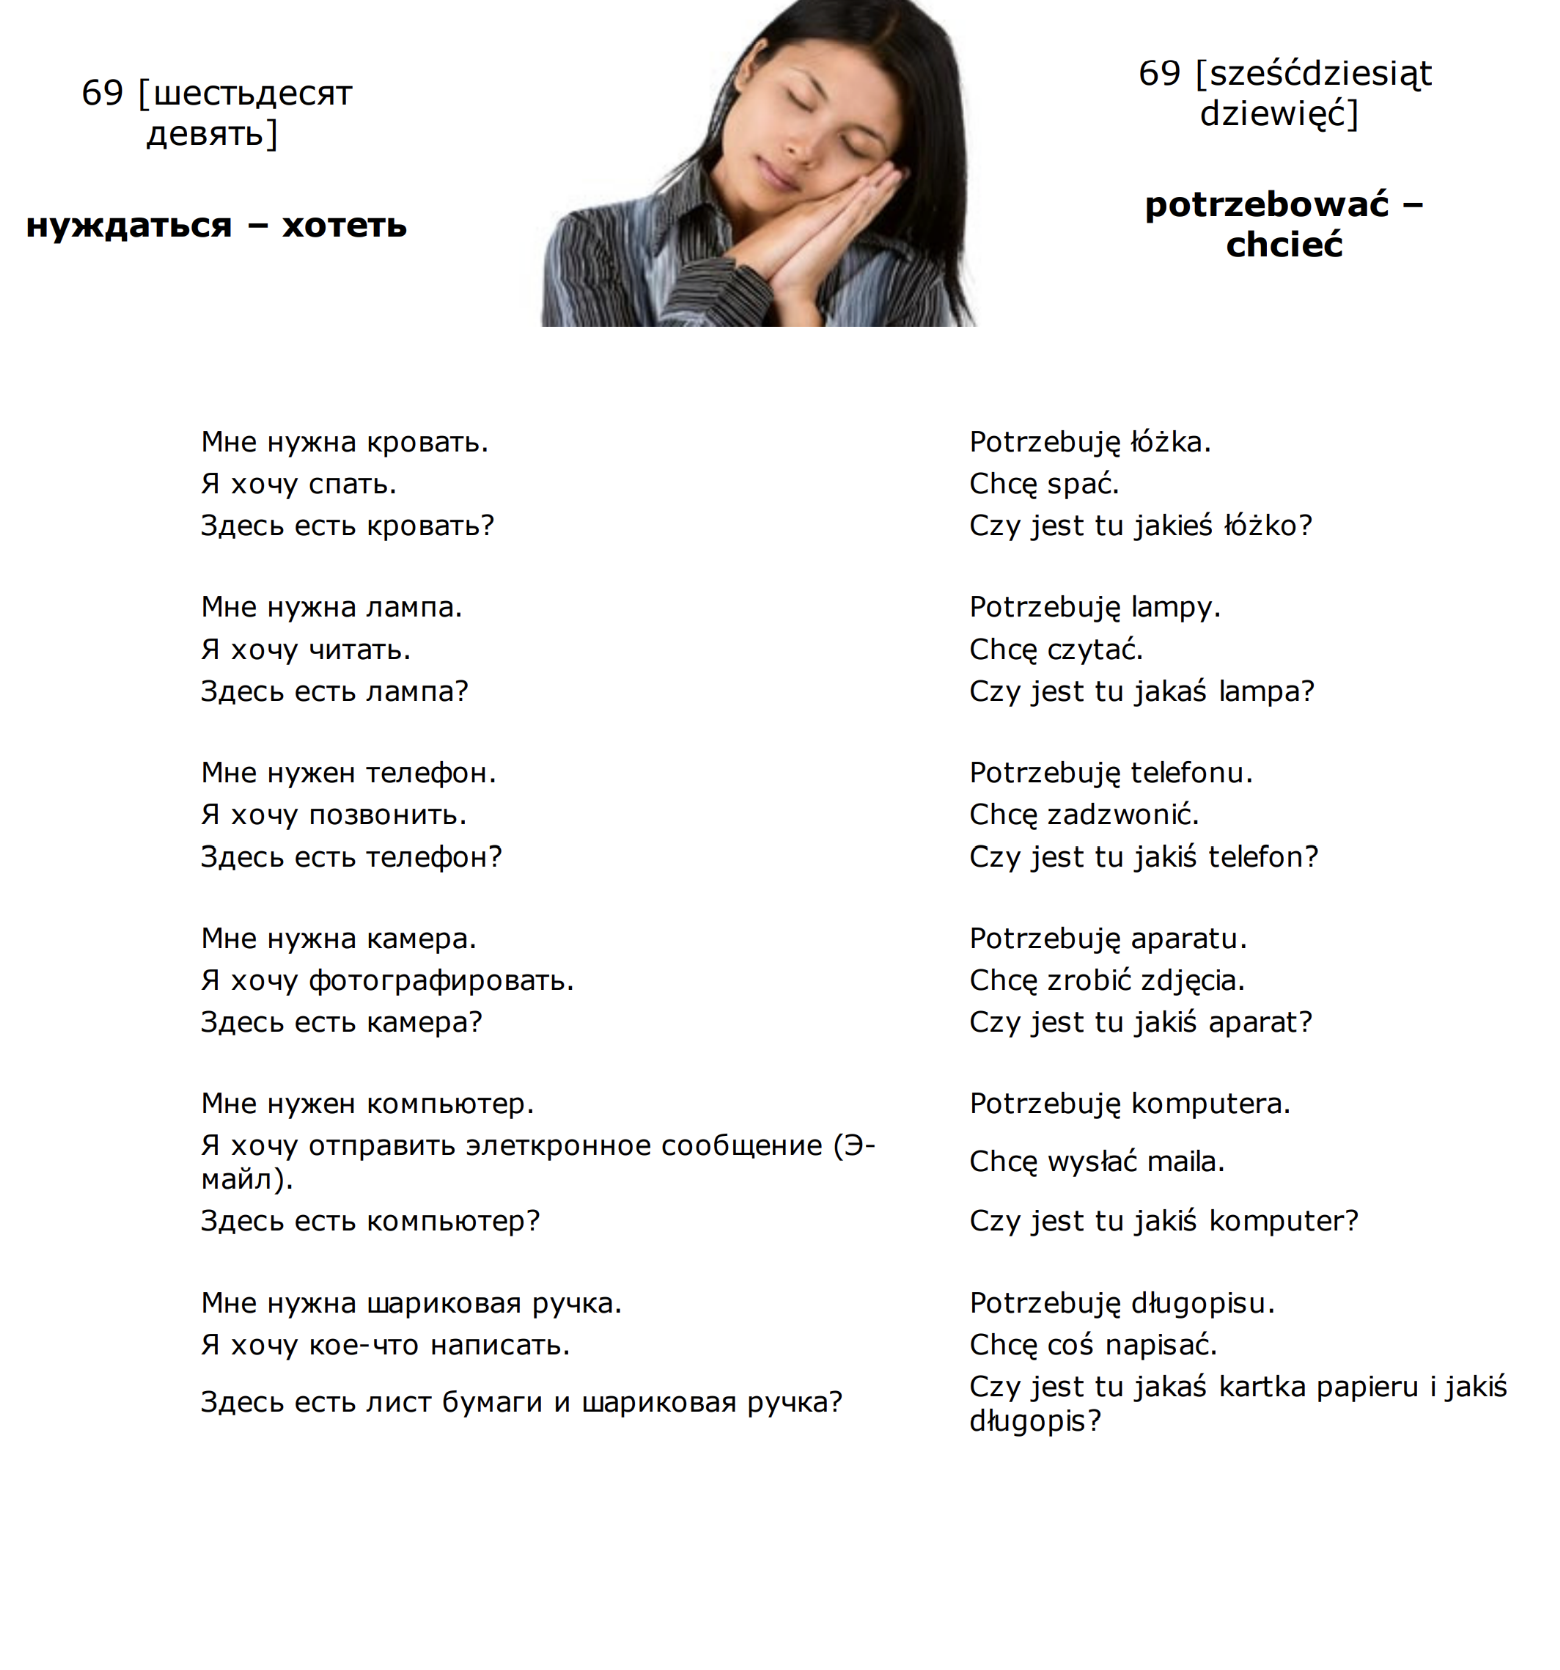 69 [шестьдесят
девять]
нуждаться – хотеть
69 [sześćdziesiąt
dziewięć]
potrzebować –
chcieć
Мне нужна кровать.
Potrzebuję łóżka.
Я хочу спать.
Chcę spać.
Здесь есть кровать?
Czy jest tu jakieś łóżko?
Мне нужна лампа.
Potrzebuję lampy.
Я хочу читать.
Chcę czytać.
Здесь есть лампа?
Czy jest tu jakaś lampa?
Мне нужен телефон.
Potrzebuję telefonu.
Я хочу позвонить.
Chcę zadzwonić.
Здесь есть телефон?
Czy jest tu jakiś telefon?
Мне нужна камера.
Potrzebuję aparatu.
Я хочу фотографировать.
Chcę zrobić zdjęcia.
Здесь есть камера?
Czy jest tu jakiś aparat?
Мне нужен компьютер.
Potrzebuję komputera.
Я хочу отправить элеткронное сообщение (Э-
майл).
Chcę wysłać maila.
Здесь есть компьютер?
Czy jest tu jakiś komputer?
Мне нужна шариковая ручка.
Potrzebuję długopisu.
Я хочу кое-что написать.
Chcę coś napisać.
Здесь есть лист бумаги и шариковая ручка?
Czy jest tu jakaś kartka papieru i jakiś
długopis?